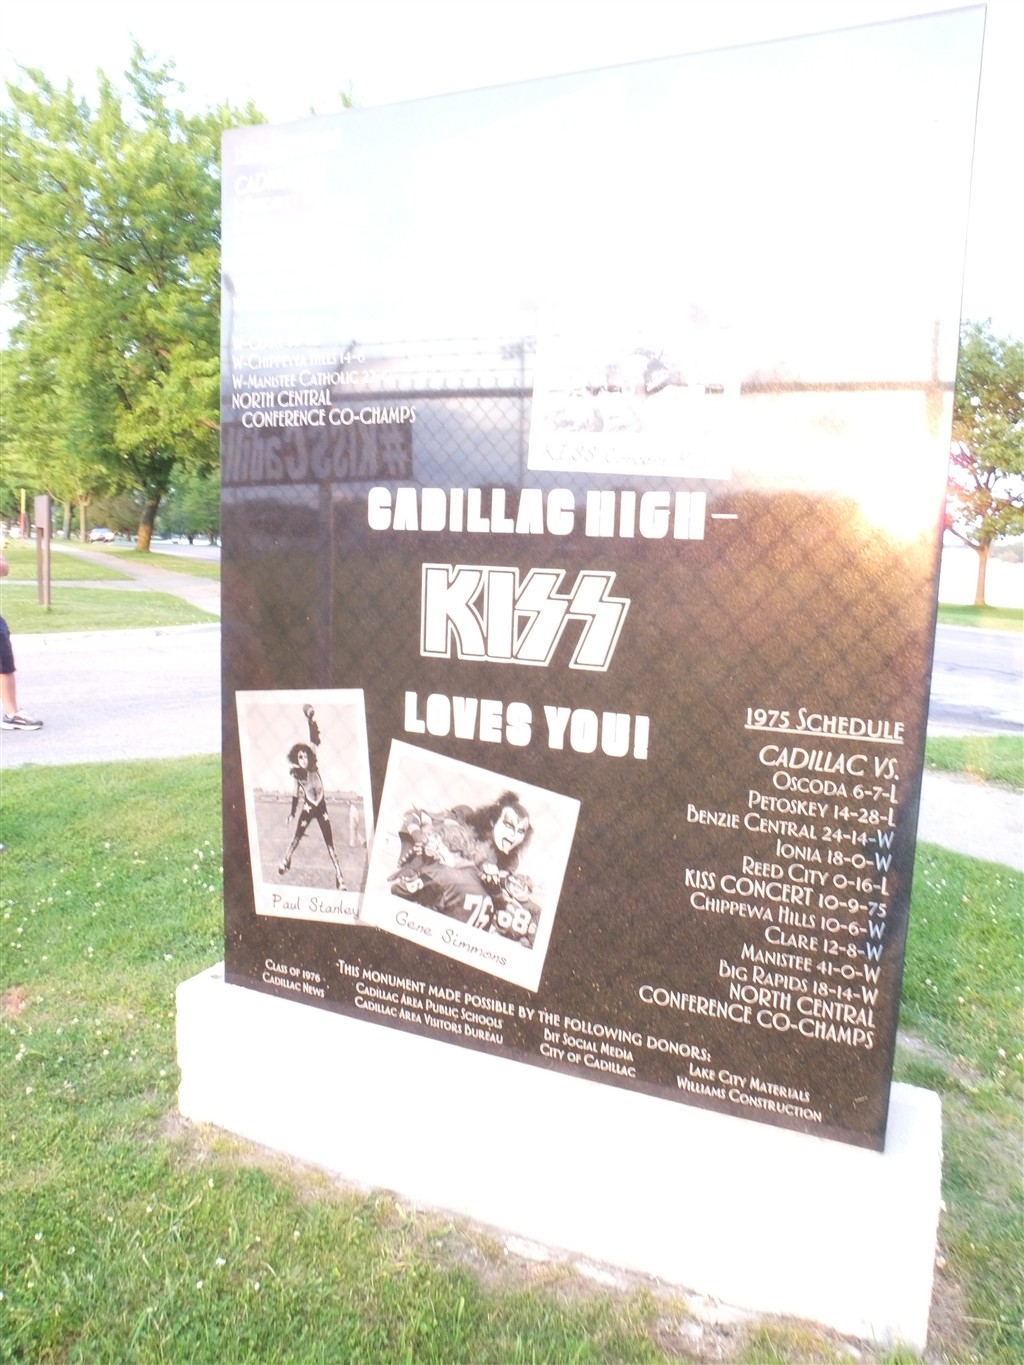 W-Chippewa Hills 14-6
W-Manistee Catholic
NORTH CENTRAL
CONFERENCE CO-CHAMPS
#KISSCadill
KISS Concert
CADILLAC HIGH –
KISS
LOVES YOU!
Paul Stanley
Gene Simmons
1975 Schedule
CADILLAC VS.
Oscoda 6-7-L
Petoskey 14-28-L
Benzie Central 24-14-W
Ionia 18-0-W
Reed City 0-16-L
KISS CONCERT 10-9-75
Chippewa Hills 10-6-W
Clare 12-8-W
Manistee 41-0-W
Big Rapids 18-14-W
NORTH CENTRAL
CONFERENCE CO-CHAMPS
This monument made possible by the following donors:
Class of 1976
Cadillac News
Cadillac Area Public Schools
Cadillac Area Visitors Bureau
Bit Social Media
City of Cadillac
Lake City Materials
Williams Construction